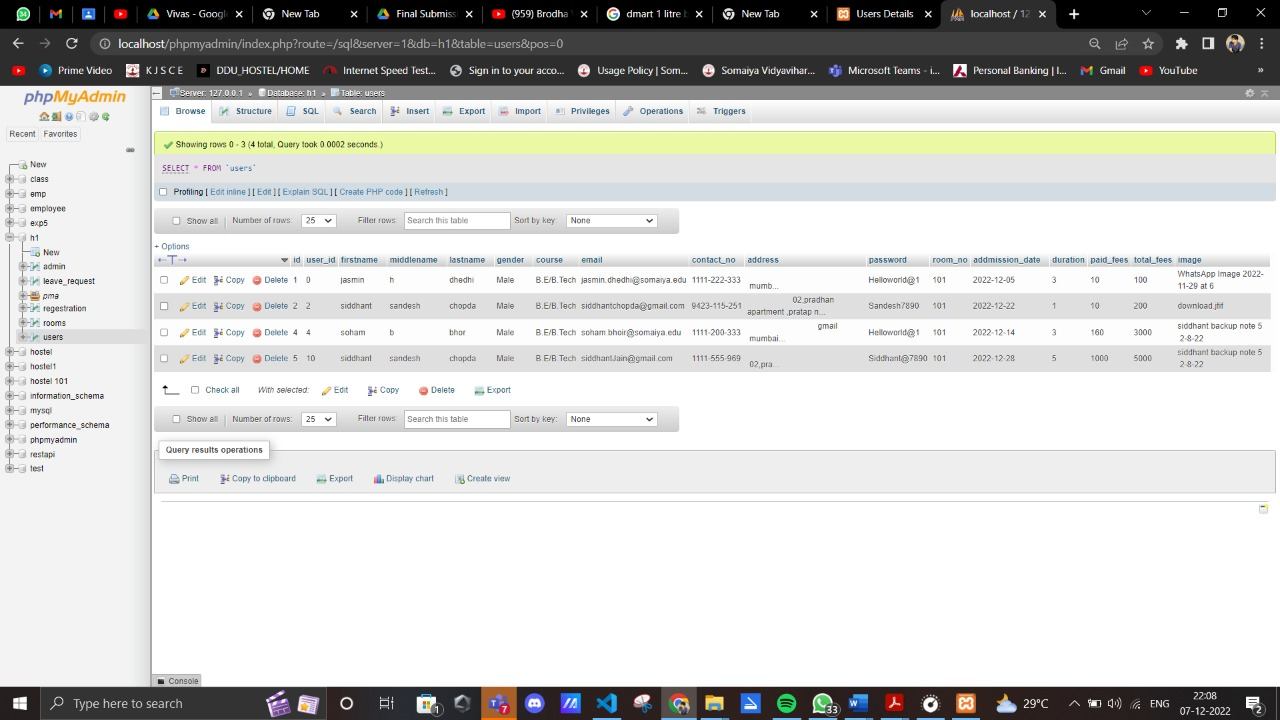 Vivas - Google
New Tab
Final Submiss
(959) Brodha V
dmart 1 litre b
New Tab
Users Details
localhost / 12
localhost/phpmyadmin/index.php?route=/sql&server=1&db=h1&table=users&pos=0
Prime Video
K J S C E
DDU_HOSTEL/HOME
Internet Speed Test...
Sign in to your acco...
Usage Policy | Som...
Somaiya Vidyavihar...
Microsoft Teams - i...
Personal Banking | I...
Gmail
YouTube
»
phpMyAdmin
Recent Favorites
New
class
emp
employee
exp5
h1
New
admin
leave_request
pma
regestration
rooms
users
hostel
hostel1
hostel 101
information_schema
mysql
performance_schema
phpmyadmin
restapi
test
Server: 127.0.0.1 » Database: h1 » Table: users
Browse Structure SQL Search Insert Export Import Privileges Operations Triggers
Showing rows 0 - 3 (4 total, Query took 0.0002 seconds.)
SELECT * FROM `users`
Profiling [ Edit inline ] [ Edit ] [ Explain SQL ] [ Create PHP code ] [ Refresh ]
Show all Number of rows: 25 Filter rows: Search this table Sort by key: None
+ Options
←T→ id user_id firstname middlename lastname gender course email contact_no address password room_no addmission_date duration paid_fees total_fees image
Edit Copy Delete 1 0 jasmin h dhedhi Male B.E/B.Tech jasmin.dhedhi@somaiya.edu 1111-222-333 mumb... Helloworld@1 101 2022-12-05 3 10 100 WhatsApp Image 2022-11-29 at 6
Edit Copy Delete 2 2 siddhant sandesh chopda Male B.E/B.Tech siddhantchopda@gmail.com 9423-115-251 02,pradhan apartment ,pratap n... Sandesh7890 101 2022-12-22 1 10 200 download.jfif
Edit Copy Delete 4 4 soham b bhor Male B.E/B.Tech soham.bhoir@somaiya.edu 1111-200-333 gmail mumbai... Helloworld@1 101 2022-12-14 3 160 3000 siddhant backup note 5 2-8-22
Edit Copy Delete 5 10 siddhant sandesh chopda Male B.E/B.Tech siddhantJain@gmail.com 1111-555-969 02,pra... Siddhant@7890 101 2022-12-28 5 1000 5000 siddhant backup note 5 2-8-22
Check all With selected: Edit Copy Delete Export
Show all Number of rows: 25 Filter rows: Search this table Sort by key: None
Query results operations
Print Copy to clipboard Export Display chart Create view
Console
Type here to search
1
7
33
29°C
ENG
22:08
07-12-2022
2